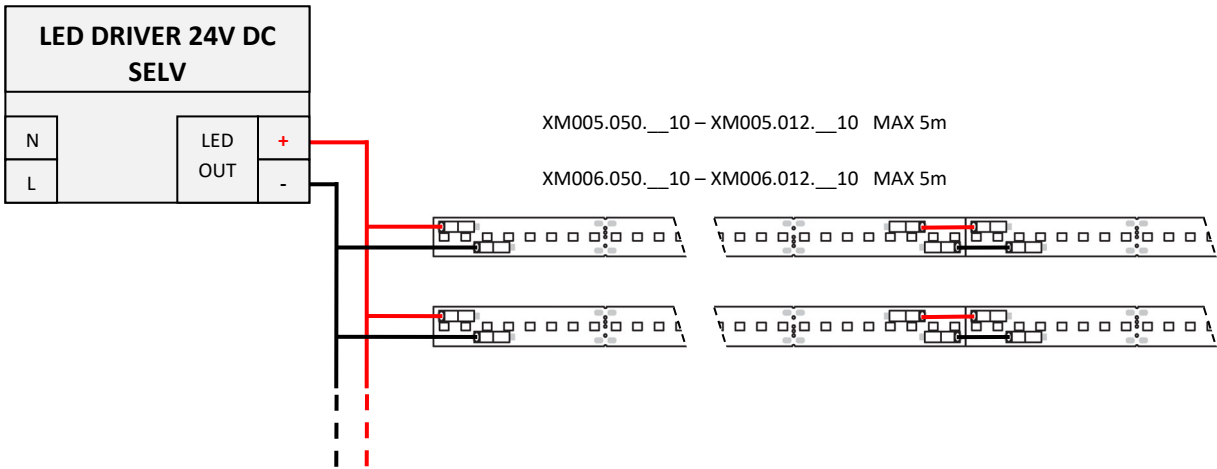 LED DRIVER 24V DC
SELV
N
L
LED
OUT
+
-
XM005.050.__10 – XM005.012.__10 MAX 5m
XM006.050.__10 – XM006.012.__10 MAX 5m